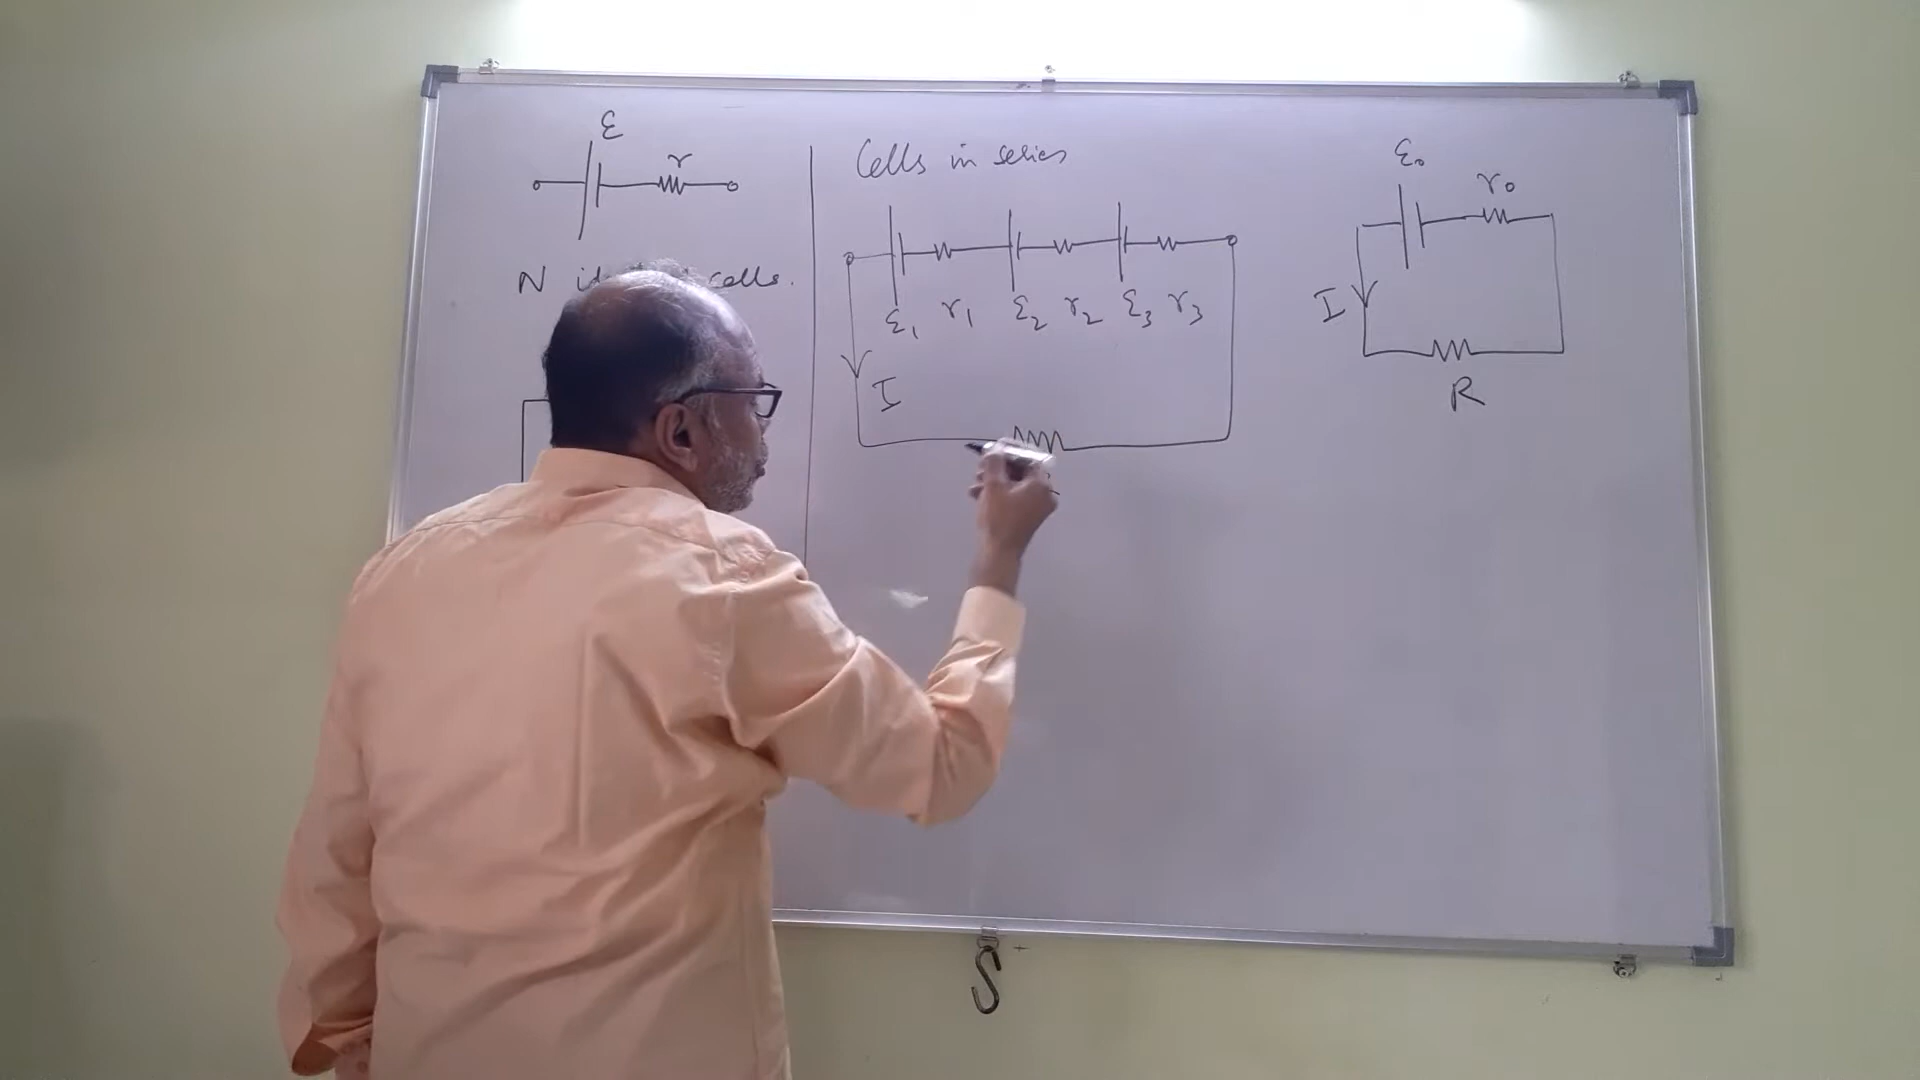 ε
r
N cells.
Cells in series
ε₁ r₁ ε₂ r₂ ε₃ r₃
I
ε₀
r₀
I
R